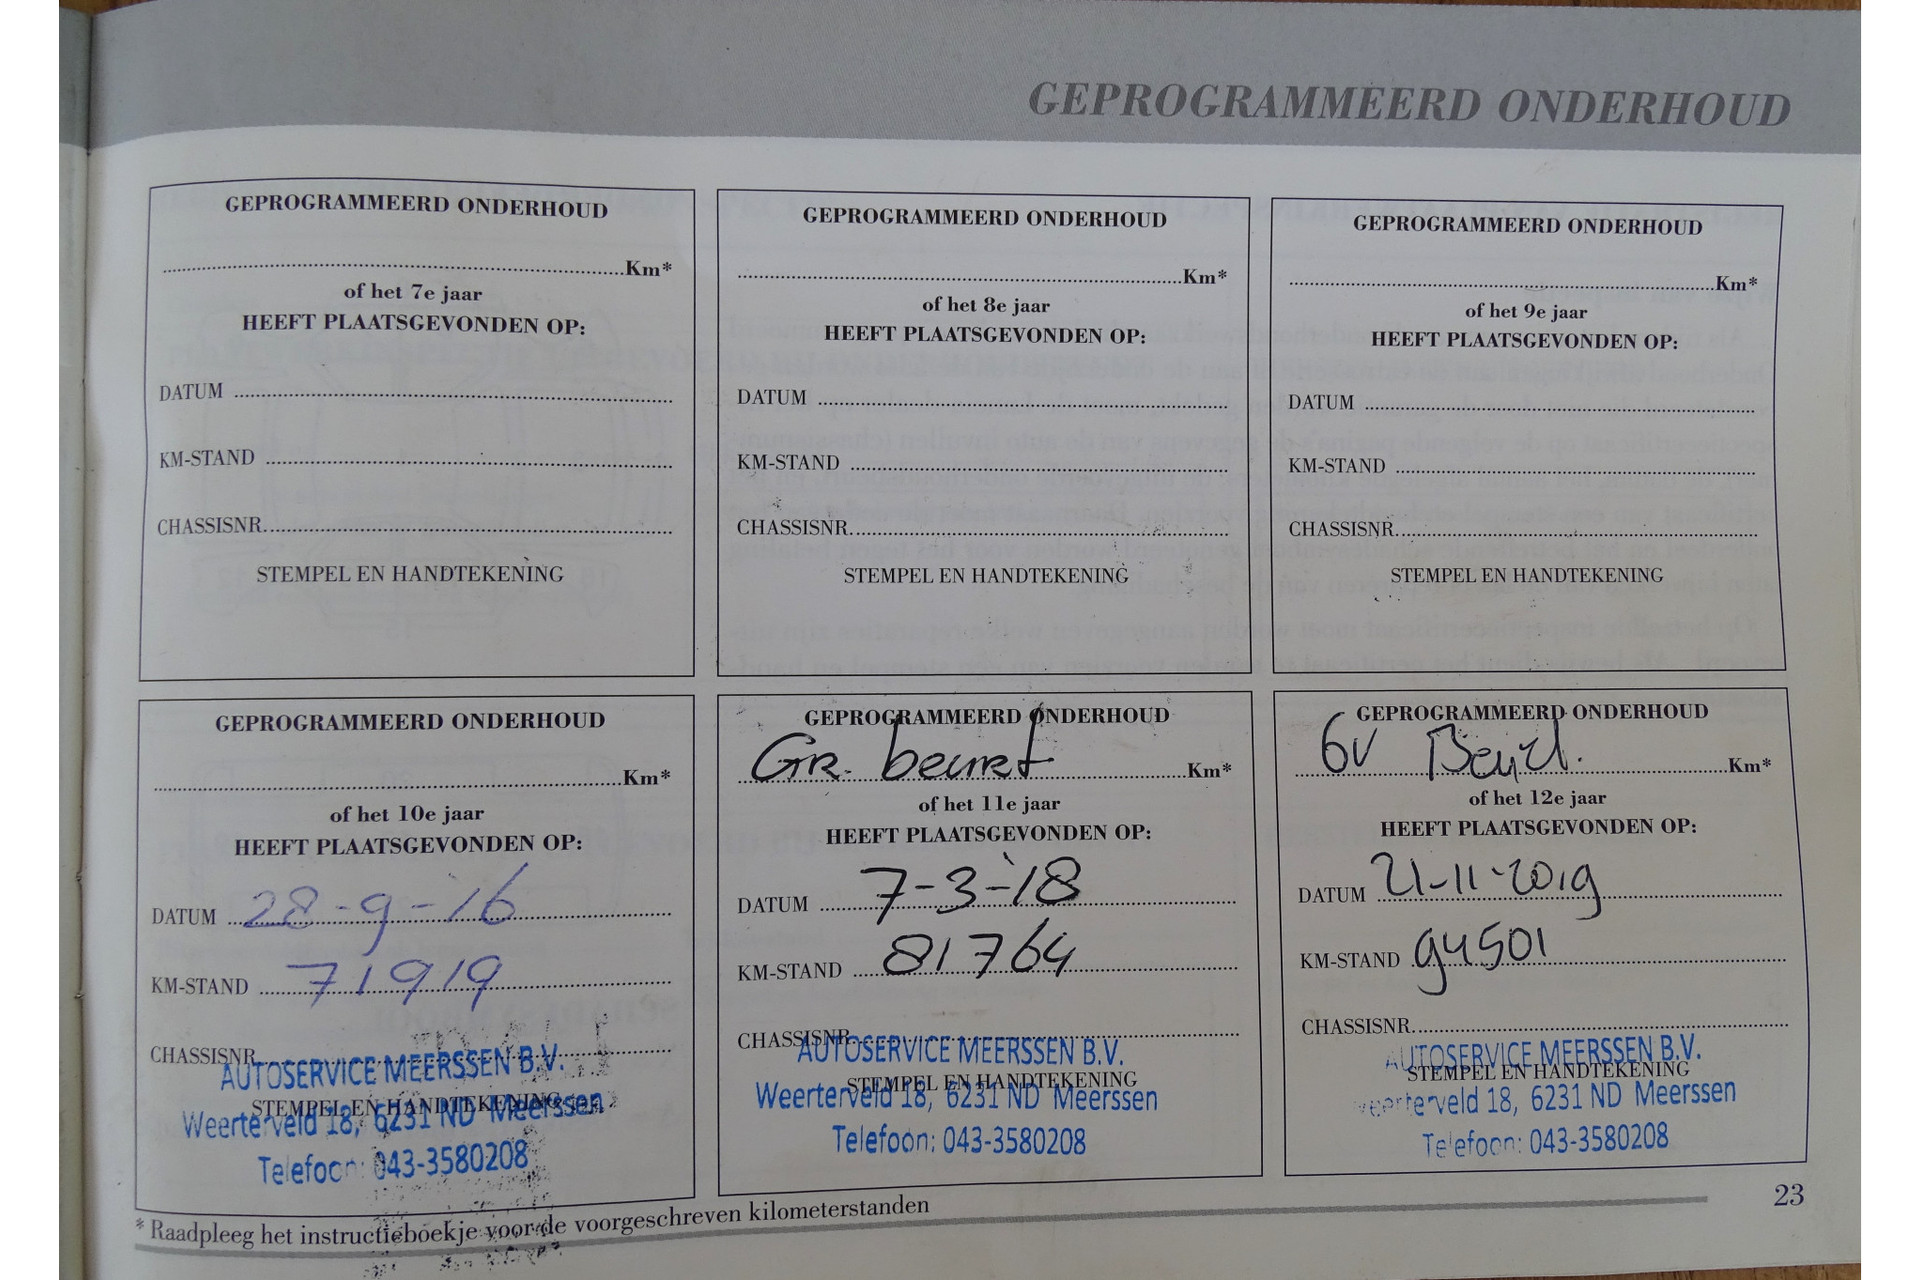 GEPROGRAMMEERD ONDERHOUD
GEPROGRAMMEERD ONDERHOUD
Km*
of het 7e jaar
HEEFT PLAATSGEVONDEN OP:
DATUM
KM-STAND
CHASSISNR.
STEMPEL EN HANDTEKENING
GEPROGRAMMEERD ONDERHOUD
Km*
of het 8e jaar
HEEFT PLAATSGEVONDEN OP:
DATUM
KM-STAND
CHASSISNR.
STEMPEL EN HANDTEKENING
GEPROGRAMMEERD ONDERHOUD
Km*
of het 9e jaar
HEEFT PLAATSGEVONDEN OP:
DATUM
KM-STAND
CHASSISNR.
STEMPEL EN HANDTEKENING
GEPROGRAMMEERD ONDERHOUD
Km*
of het 10e jaar
HEEFT PLAATSGEVONDEN OP:
DATUM 28-9-'16
KM-STAND 71919
CHASSISNR.
AUTOSERVICE MEERSSEN B.V.
STEMPEL EN HANDTEKENING
Weerterveld 18, 6231 ND Meerssen
Telefoon: 043-3580208
GEPROGRAMMEERD ONDERHOUD
GR. beurt Km*
of het 11e jaar
HEEFT PLAATSGEVONDEN OP:
DATUM 7-3-'18
KM-STAND 81764
CHASSISNR.
AUTOSERVICE MEERSSEN B.V.
STEMPEL EN HANDTEKENING
Weerterveld 18, 6231 ND Meerssen
Telefoon: 043-3580208
GEPROGRAMMEERD ONDERHOUD
Km*
of het 12e jaar
HEEFT PLAATSGEVONDEN OP:
DATUM 21-11-2019
KM-STAND 94501
CHASSISNR.
AUTOSERVICE MEERSSEN B.V.
STEMPEL EN HANDTEKENING
Weerterveld 18, 6231 ND Meerssen
Telefoon: 043-3580208
* Raadpleeg het instructieboekje voor de voorgeschreven kilometerstanden
23